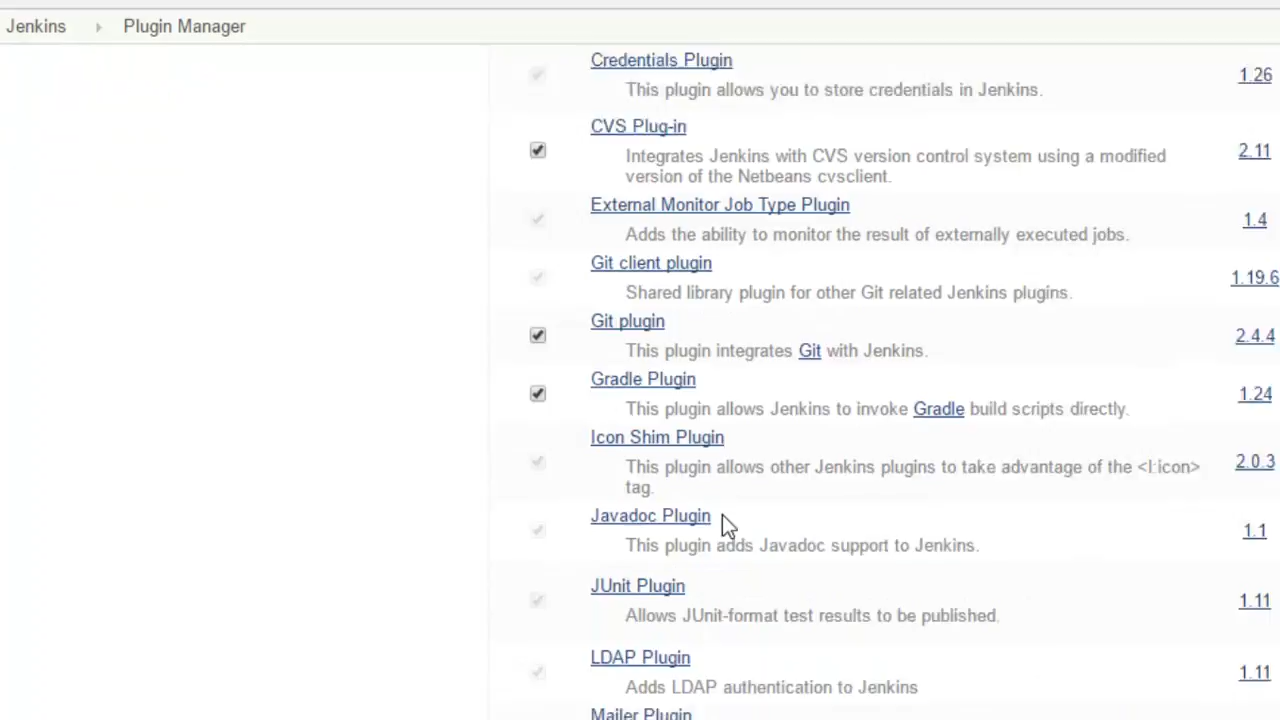 Jenkins Plugin Manager
Credentials Plugin
This plugin allows you to store credentials in Jenkins.
1.26
CVS Plug-in
Integrates Jenkins with CVS version control system using a modified
version of the Netbeans cvsclient.
2.11
External Monitor Job Type Plugin
Adds the ability to monitor the result of externally executed jobs.
1.4
Git client plugin
Shared library plugin for other Git related Jenkins plugins.
1.19.6
Git plugin
This plugin integrates Git with Jenkins.
2.4.4
Gradle Plugin
This plugin allows Jenkins to invoke Gradle build scripts directly.
1.24
Icon Shim Plugin
This plugin allows other Jenkins plugins to take advantage of the <l:icon>
tag.
2.0.3
Javadoc Plugin
This plugin adds Javadoc support to Jenkins.
1.1
JUnit Plugin
Allows JUnit-format test results to be published.
1.11
LDAP Plugin
Adds LDAP authentication to Jenkins
1.11
Mailer Plugin